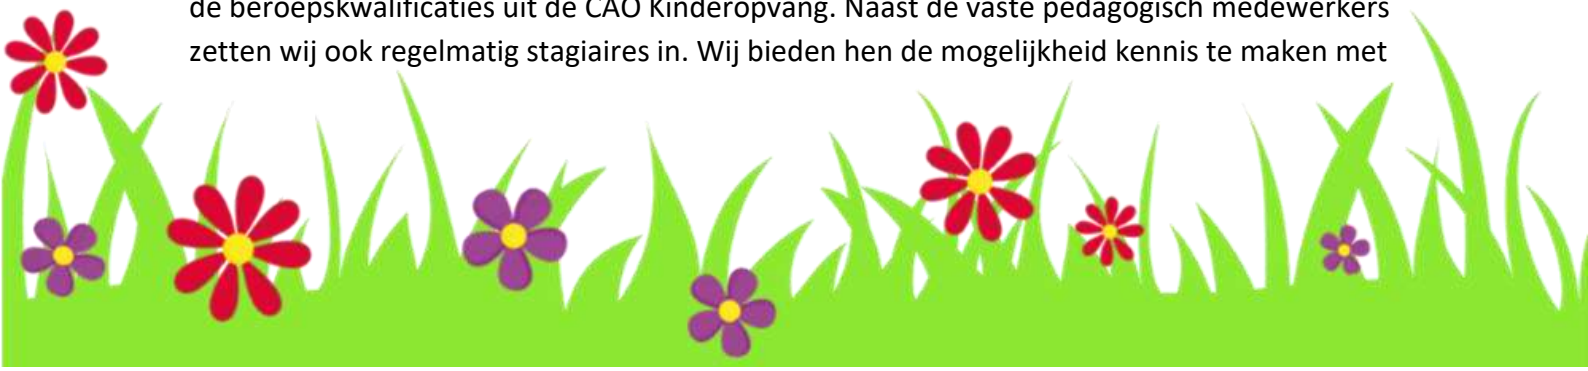 de beroepskwalificaties uit de CAO Kinderopvang. Naast de vaste pedagogisch medewerkers
zetten wij ook regelmatig stagiaires in. Wij bieden hen de mogelijkheid kennis te maken met